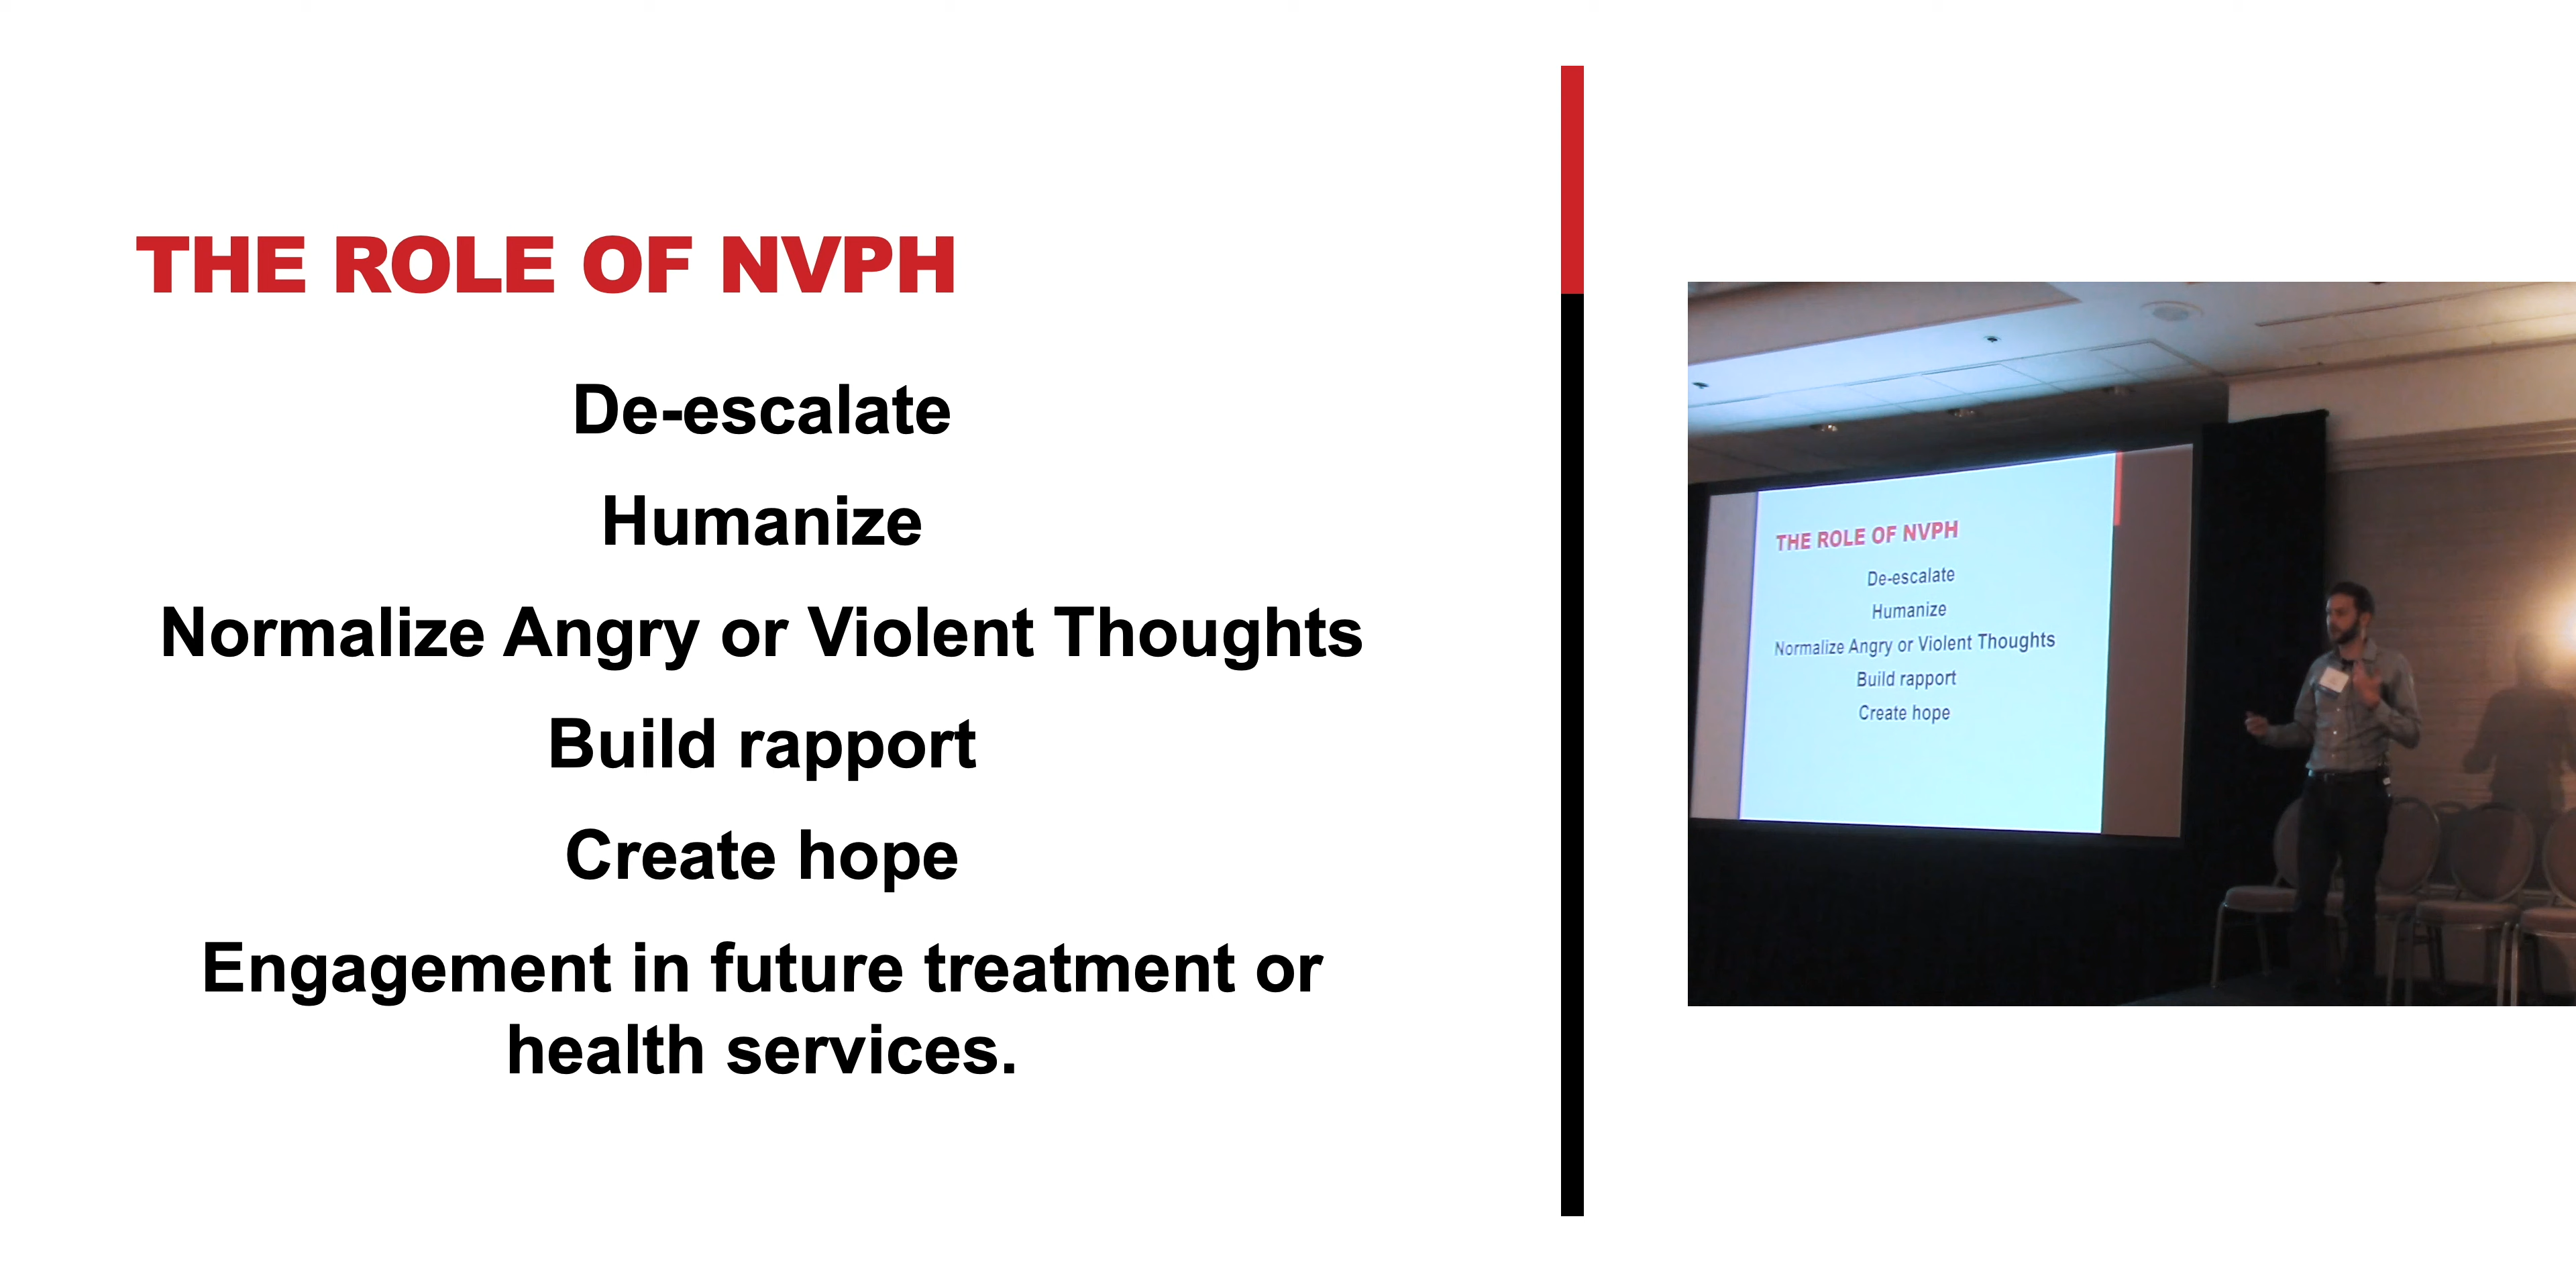 THE ROLE OF NVPH
De-escalate
Humanize
Normalize Angry or Violent Thoughts
Build rapport
Create hope
Engagement in future treatment or
health services.
THE ROLE OF NVPH
De-escalate
Humanize
Normalize Angry or Violent Thoughts
Build rapport
Create hope